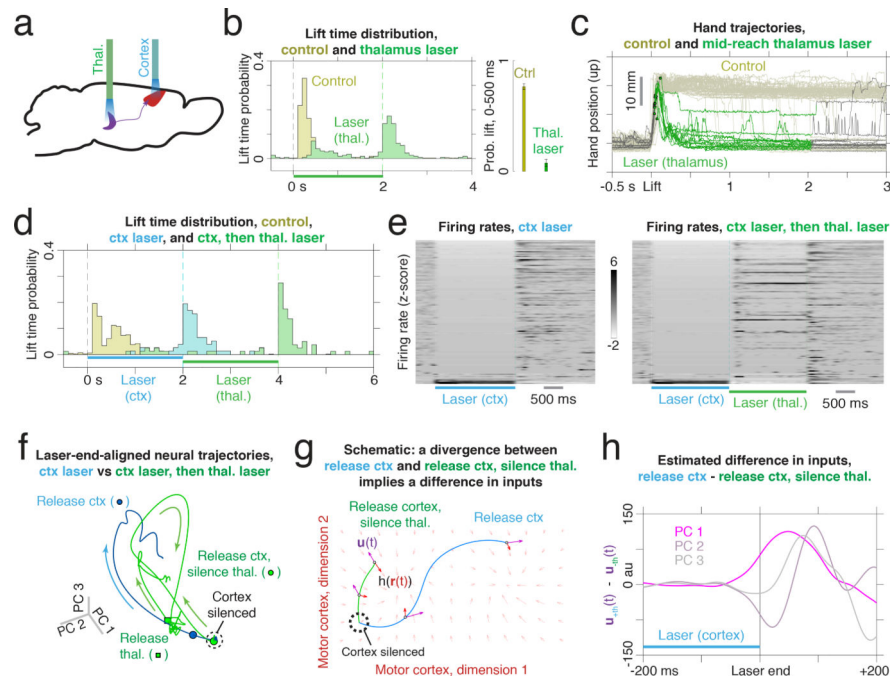 a
Thal.
Cortex
b
Lift time distribution,
control and thalamus laser
0.4
Lift time probability
0
Control
Laser
(thal.)
0 s
2
4
Prob. lift, 0-500 ms
1
0
Ctrl
Thal.
laser
c
Hand trajectories,
control and mid-reach thalamus laser
Hand position (up)
10 mm
Control
Laser (thalamus)
-0.5 s
Lift
1
2
3
d
Lift time distribution, control,
ctx laser, and ctx, then thal. laser
0.4
Lift time probability
0
0 s
Laser
(ctx)
2
Laser
(thal.)
4
6
e
Firing rates, ctx laser
Firing rates, ctx laser, then thal. laser
Firing rate (z-score)
6
-2
Laser (ctx)
500 ms
Laser (ctx)
Laser (thal.)
500 ms
f
Laser-end-aligned neural trajectories,
ctx laser vs ctx laser, then thal. laser
Release ctx ( )
Release ctx,
silence thal. ( )
Cortex
silenced
PC 3
PC 2
PC 1
Release
thal. ( )
g
Schematic: a divergence between
release ctx and release ctx, silence thal.
implies a difference in inputs
Motor cortex, dimension 2
Release cortex,
silence thal.
Release ctx
u(t)
h(r(t))
Cortex silenced
Motor cortex, dimension 1
h
Estimated difference in inputs,
release ctx - release ctx, silence thal.
u+th(t) - u-th(t)
150
0 au
-150
PC 1
PC 2
PC 3
Laser (cortex)
-200 ms
Laser end
+200